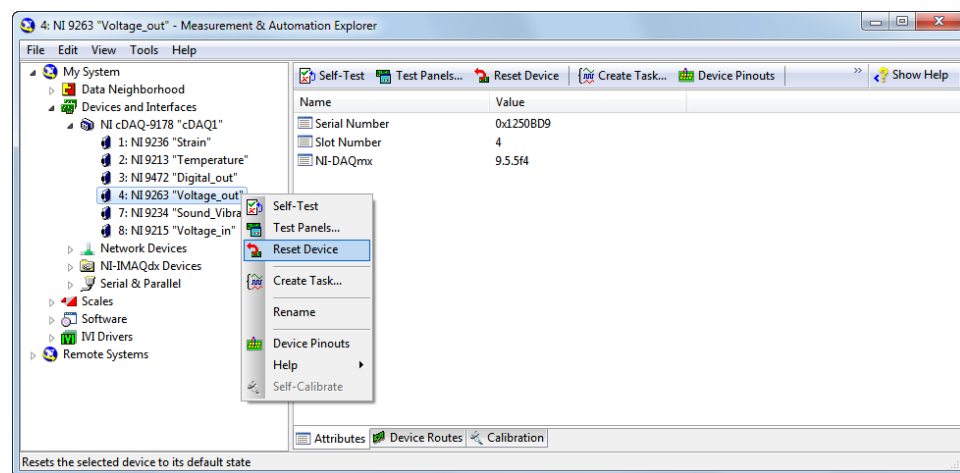 4: NI 9263 "Voltage_out" - Measurement & Automation Explorer
File Edit View Tools Help
My System
Data Neighborhood
Devices and Interfaces
NI cDAQ-9178 "cDAQ1"
1: NI 9236 "Strain"
2: NI 9213 "Temperature"
3: NI 9472 "Digital_out"
4: NI 9263 "Voltage_out"
7: NI 9234 "Sound_Vibra
8: NI 9215 "Voltage_in"
Network Devices
NI-IMAQdx Devices
Serial & Parallel
Scales
Software
IVI Drivers
Remote Systems
Self-Test
Test Panels...
Reset Device
Create Task...
Rename
Device Pinouts
Help
Self-Calibrate
Self-Test Test Panels... Reset Device Create Task... Device Pinouts » Show Help
Name Value
Serial Number 0x1250BD9
Slot Number 4
NI-DAQmx 9.5.5f4
Attributes Device Routes Calibration
Resets the selected device to its default state